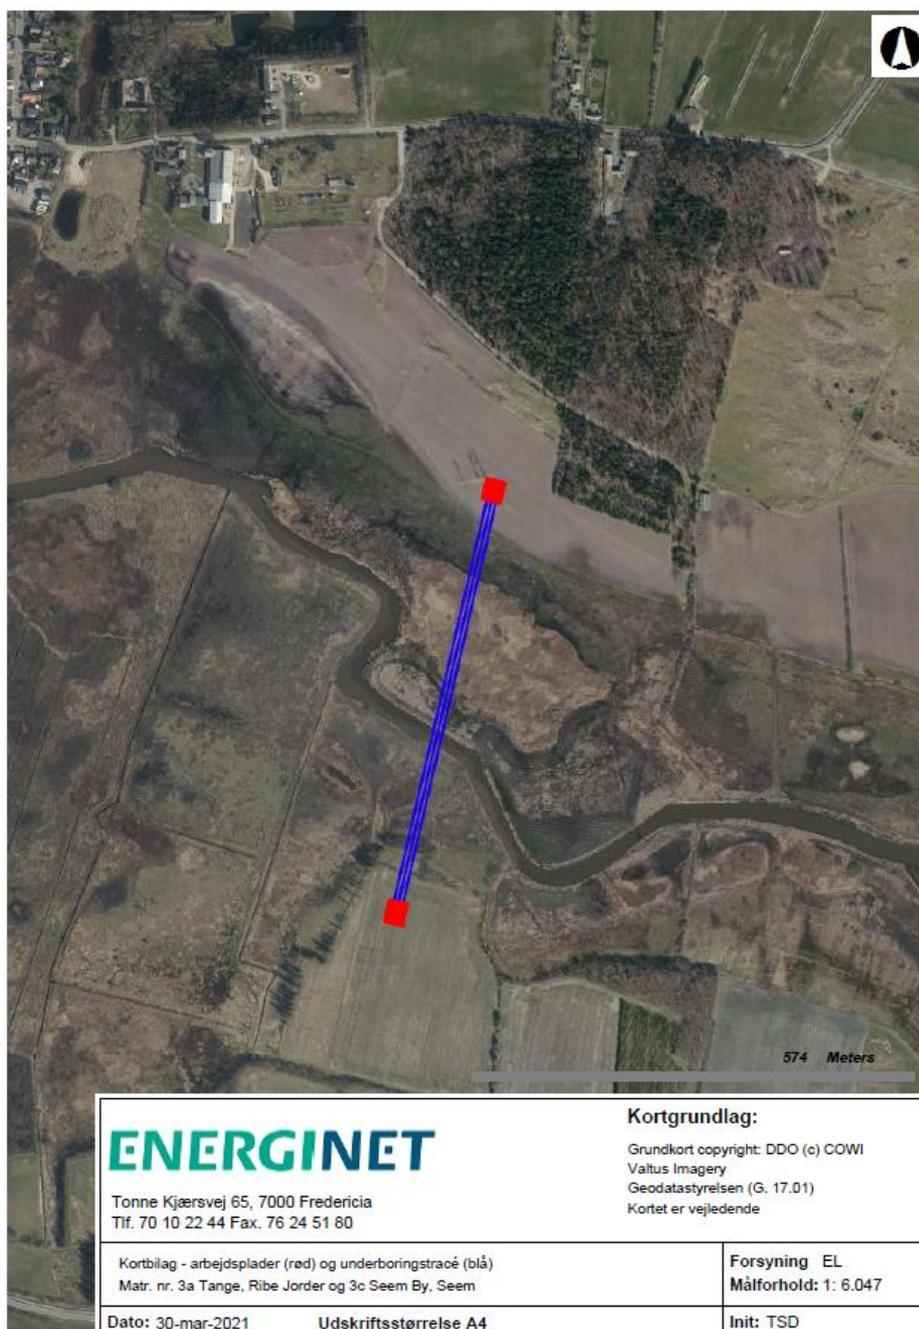 574 Meters
ENERGINET
Tonne Kjærsvej 65, 7000 Fredericia
Tlf. 70 10 22 44 Fax. 76 24 51 80
Kortgrundlag:
Grundkort copyright: DDO (c) COWI
Valtus Imagery
Geodatastyrelsen (G. 17.01)
Kortet er vejledende
Kortbilag - arbejdsplader (rød) og underboringstracé (blå)
Matr. nr. 3a Tange, Ribe Jorder og 3c Seem By, Seem
Forsyning EL
Målforhold: 1: 6.047
Dato: 30-mar-2021 Udskriftsstørrelse A4
Init: TSD